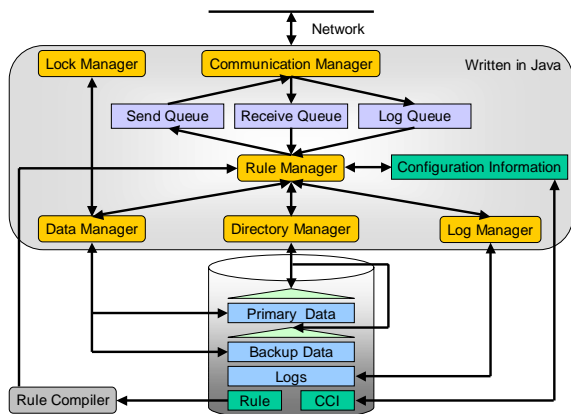 Network
Lock Manager
Communication Manager
Written in Java
Send Queue
Receive Queue
Log Queue
Rule Manager
Configuration Information
Data Manager
Directory Manager
Log Manager
Primary Data
Backup Data
Logs
Rule Compiler
Rule
CCI